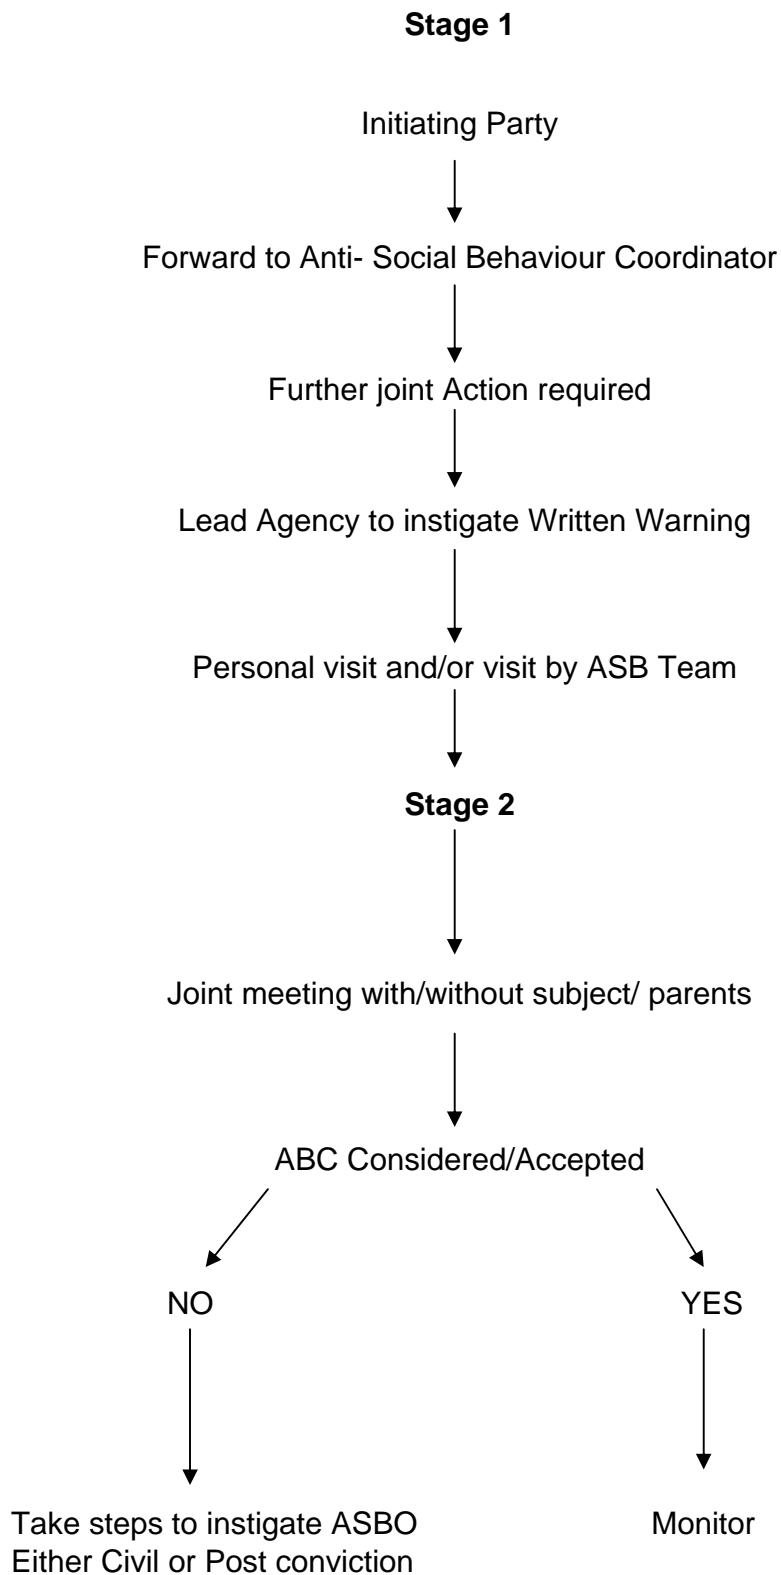 Stage 1
Initiating Party
Forward to Anti- Social Behaviour Coordinator
Further joint Action required
Lead Agency to instigate Written Warning
Personal visit and/or visit by ASB Team
Stage 2
Joint meeting with/without subject/ parents
ABC Considered/Accepted
NO
YES
Take steps to instigate ASBO
Either Civil or Post conviction
Monitor